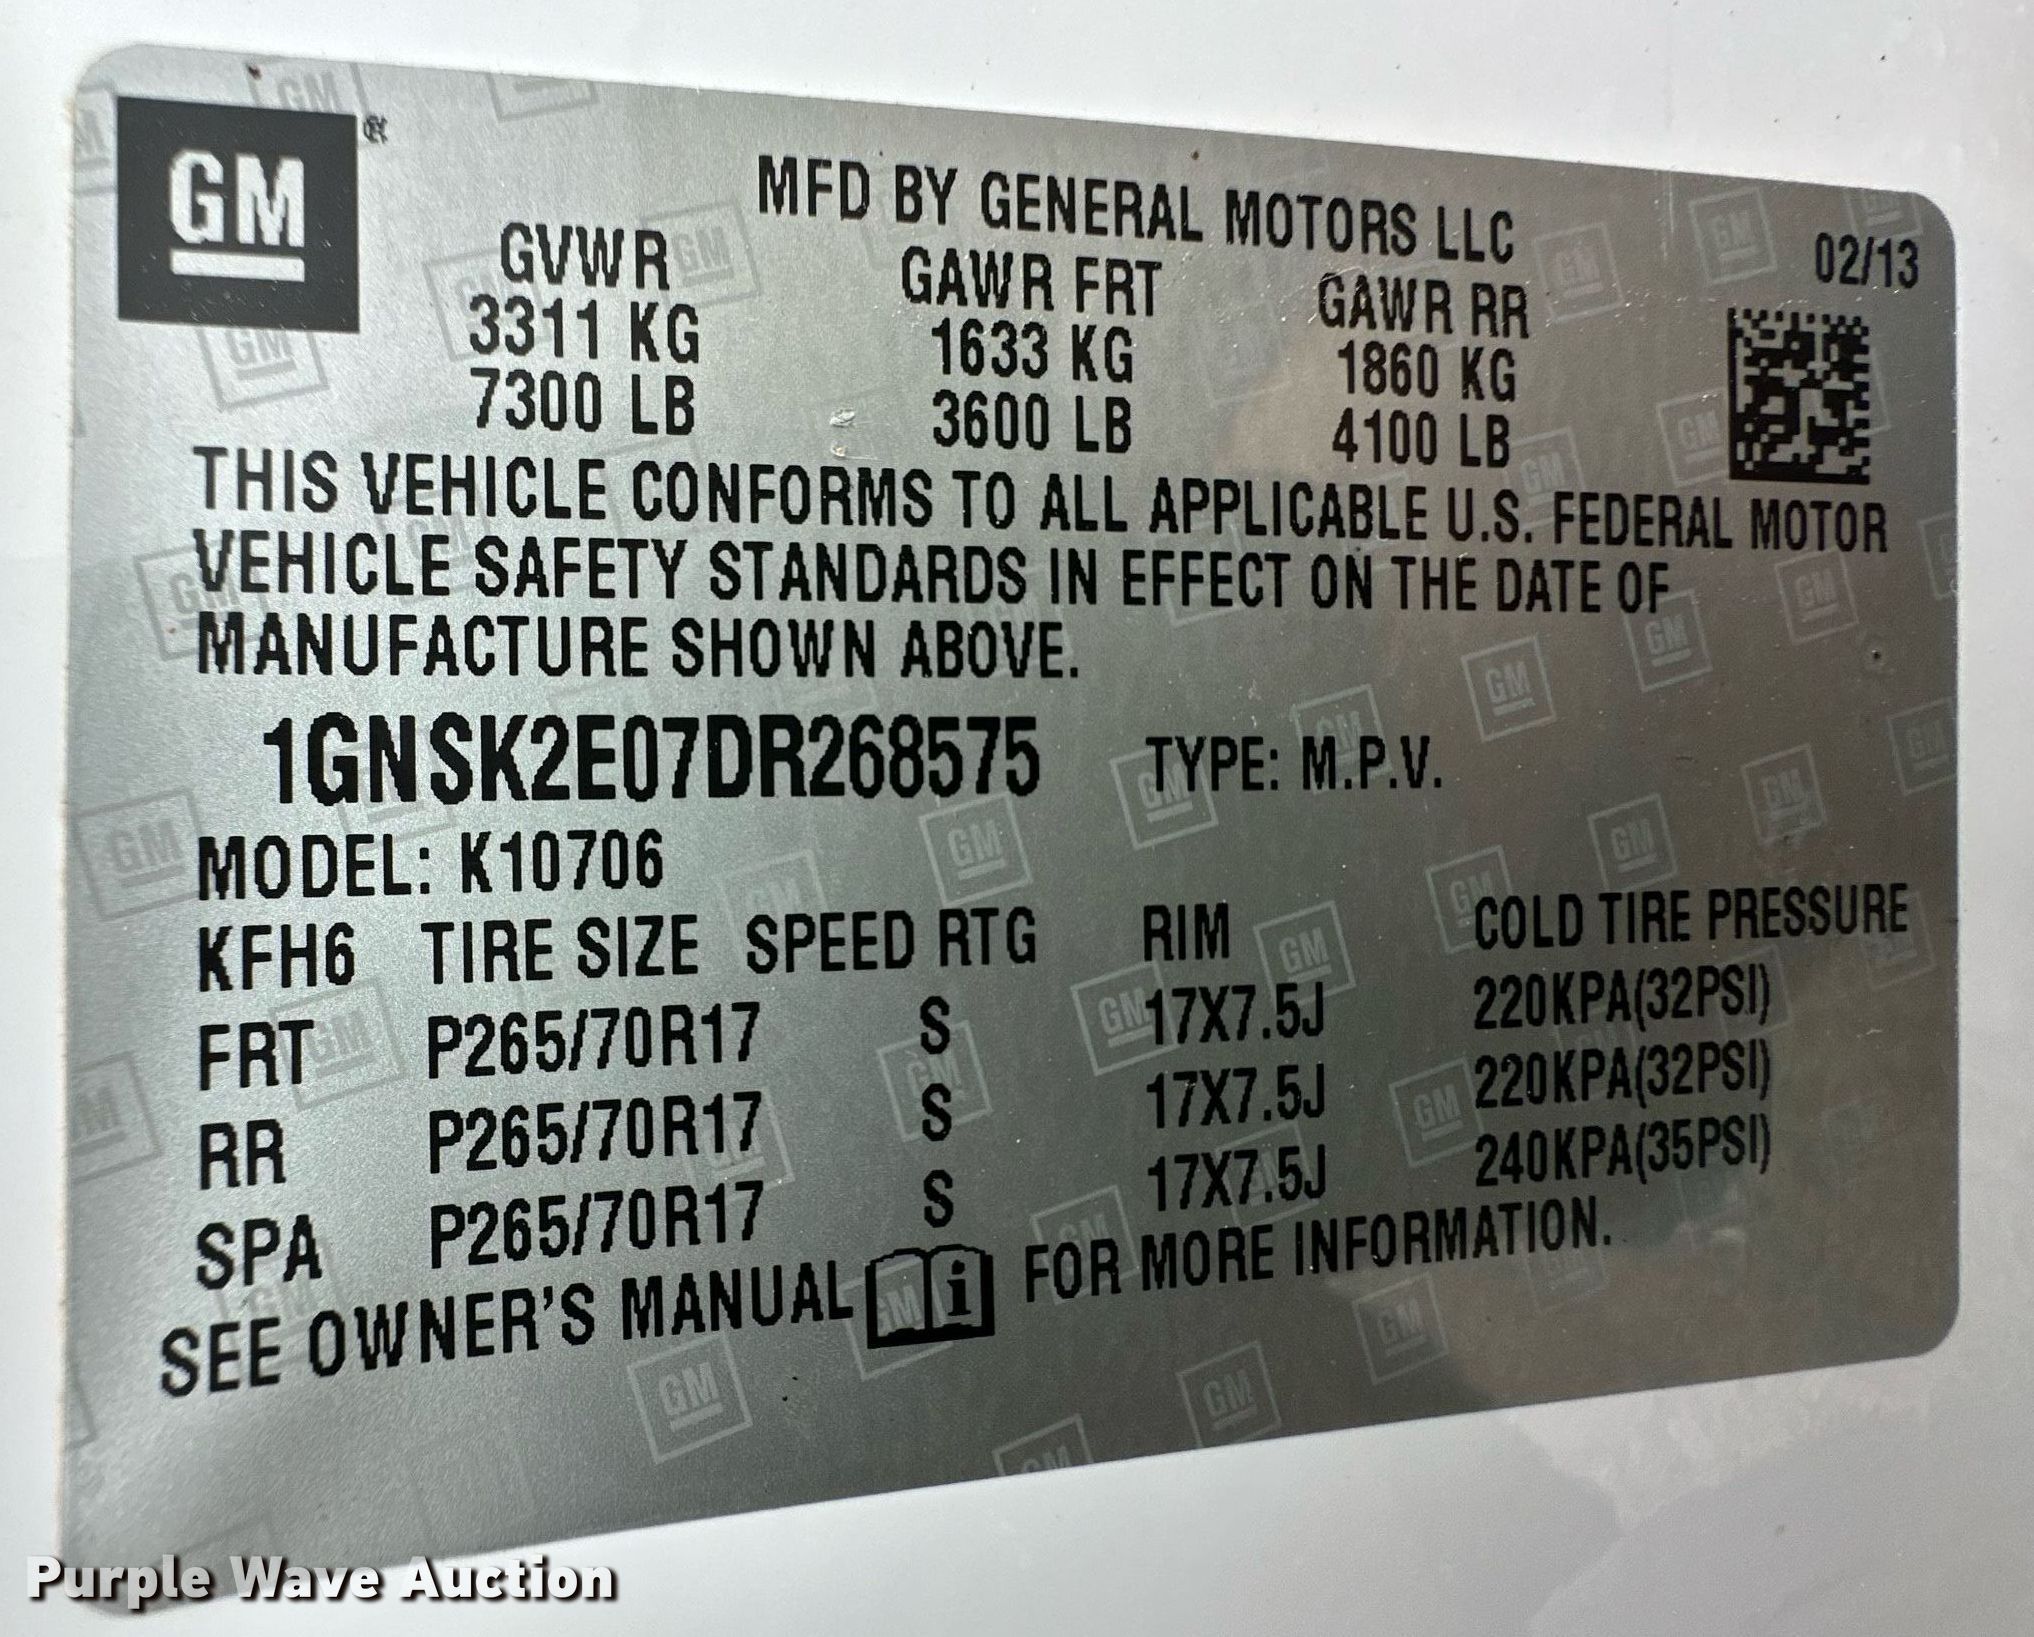 GM
MFD BY GENERAL MOTORS LLC
02/13
GVWR GAWR FRT GAWR RR
3311 KG 1633 KG 1860 KG
7300 LB 3600 LB 4100 LB
THIS VEHICLE CONFORMS TO ALL APPLICABLE U.S. FEDERAL MOTOR
VEHICLE SAFETY STANDARDS IN EFFECT ON THE DATE OF
MANUFACTURE SHOWN ABOVE.
1GNSK2E07DR268575 TYPE: M.P.V.
MODEL: K10706
KFH6 TIRE SIZE SPEED RTG RIM COLD TIRE PRESSURE
FRT P265/70R17 S 17X7.5J 220KPA(32PSI)
RR P265/70R17 S 17X7.5J 220KPA(32PSI)
SPA P265/70R17 S 17X7.5J 240KPA(35PSI)
SEE OWNER'S MANUAL i FOR MORE INFORMATION.
Purple Wave Auction